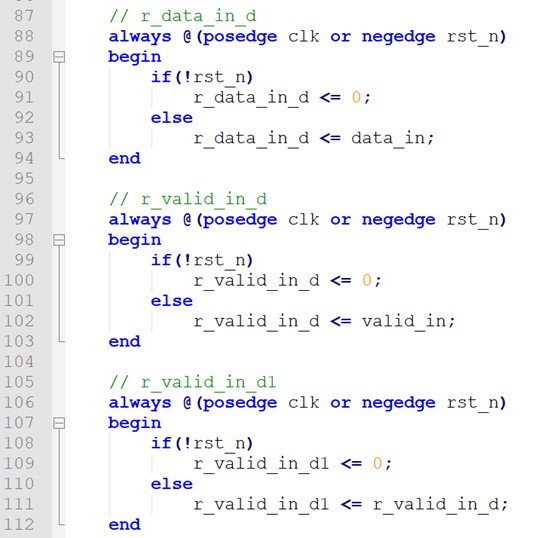 87 // r_data_in_d
88 always @(posedge clk or negedge rst_n)
89 begin
90 if(!rst_n)
91 r_data_in_d <= 0;
92 else
93 r_data_in_d <= data_in;
94 end
95
96 // r_valid_in_d
97 always @(posedge clk or negedge rst_n)
98 begin
99 if(!rst_n)
100 r_valid_in_d <= 0;
101 else
102 r_valid_in_d <= valid_in;
103 end
104
105 // r_valid_in_d1
106 always @(posedge clk or negedge rst_n)
107 begin
108 if(!rst_n)
109 r_valid_in_d1 <= 0;
110 else
111 r_valid_in_d1 <= r_valid_in_d;
112 end